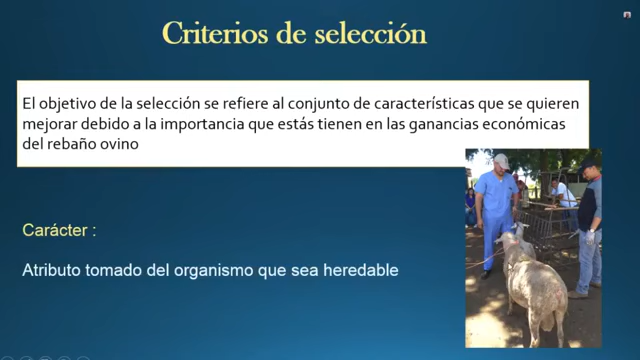 Criterios de selección
El objetivo de la selección se refiere al conjunto de características que se quieren
mejorar debido a la importancia que estás tienen en las ganancias económicas
del rebaño ovino
Carácter :
Atributo tomado del organismo que sea heredable